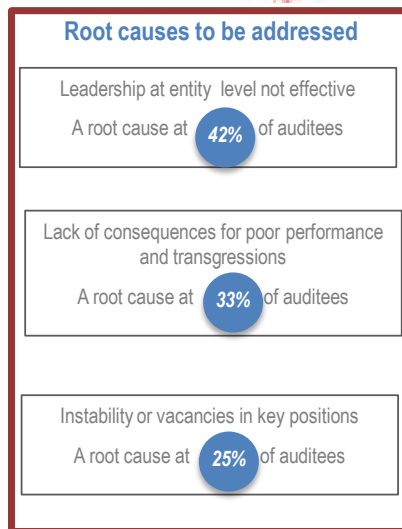 Root causes to be addressed
Leadership at entity level not effective
A root cause at 42% of auditees
Lack of consequences for poor performance
and transgressions
A root cause at 33% of auditees
Instability or vacancies in key positions
A root cause at 25% of auditees